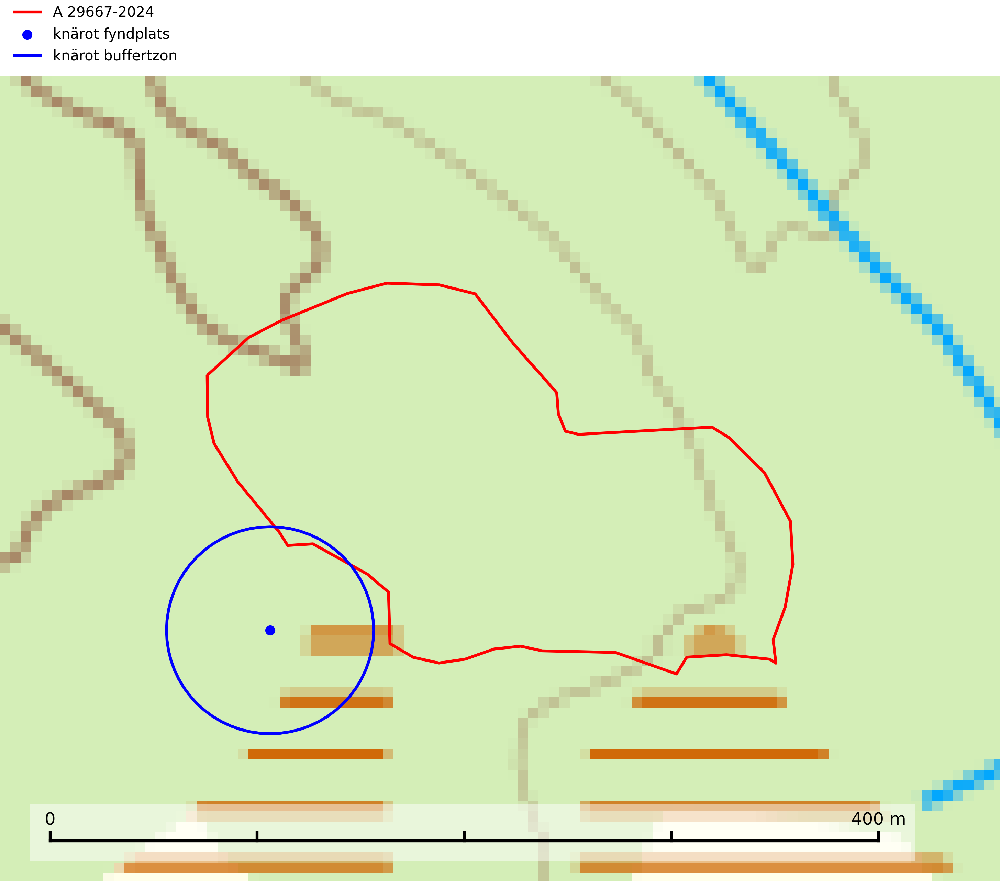 A 29667-2024
knärot fyndplats
knärot buffertzon
0
400 m